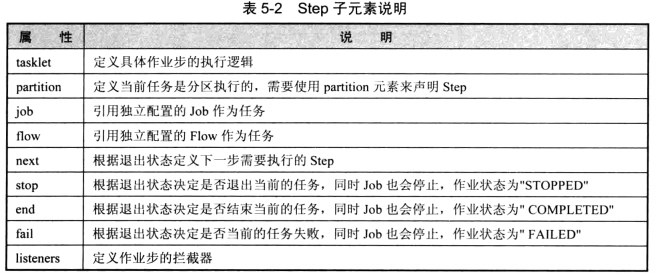 表 5-2 Step 子元素说明
属 性 说 明
tasklet 定义具体作业步的执行逻辑
partition 定义当前任务是分区执行的，需要使用 partition 元素来声明 Step
job 引用独立配置的 Job 作为任务
flow 引用独立配置的 Flow 作为任务
next 根据退出状态定义下一步需要执行的 Step
stop 根据退出状态决定是否退出当前的任务，同时 Job 也会停止，作业状态为"STOPPED"
end 根据退出状态决定是否结束当前的任务，同时 Job 也会停止，作业状态为" COMPLETED"
fail 根据退出状态决定是否当前的任务失败，同时 Job 也会停止，作业状态为" FAILED"
listeners 定义作业步的拦截器